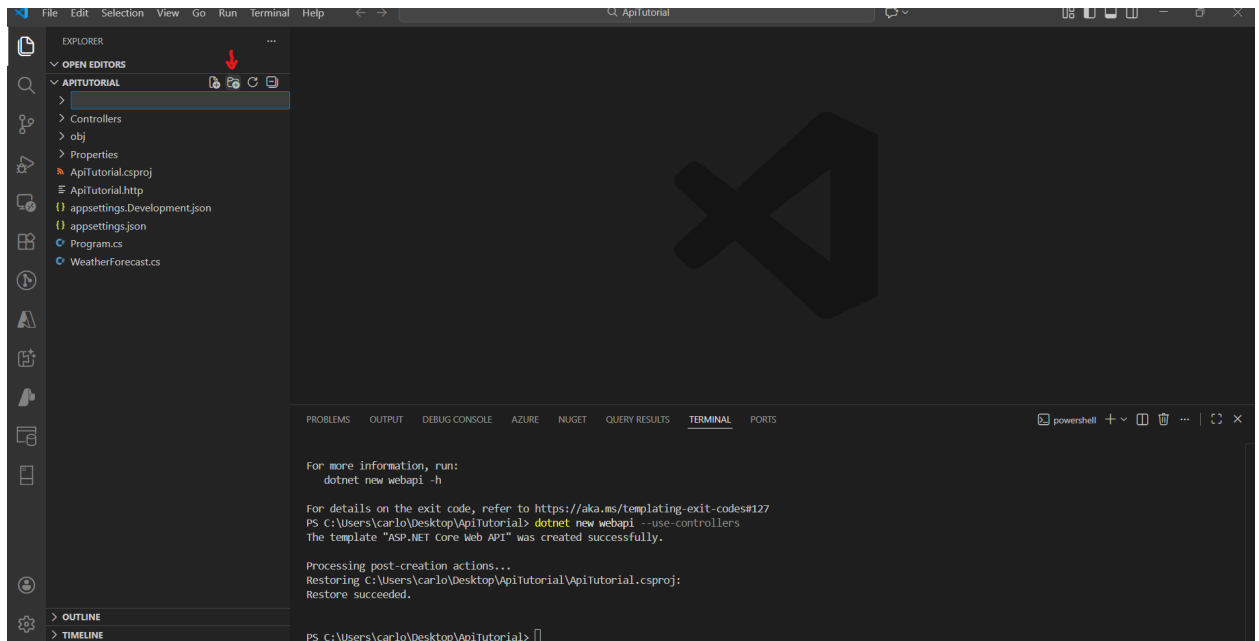 File Edit Selection View Go Run Terminal Help
ApiTutorial
EXPLORER
OPEN EDITORS
APITUTORIAL
Controllers
obj
Properties
ApiTutorial.csproj
ApiTutorial.http
appsettings.Development.json
appsettings.json
Program.cs
WeatherForecast.cs
OUTLINE
TIMELINE
PROBLEMS OUTPUT DEBUG CONSOLE AZURE NUGET QUERY RESULTS TERMINAL PORTS
powershell
For more information, run:
dotnet new webapi -h
For details on the exit code, refer to https://aka.ms/templating-exit-codes#127
PS C:\Users\carlo\Desktop\ApiTutorial> dotnet new webapi --use-controllers
The template "ASP.NET Core Web API" was created successfully.
Processing post-creation actions...
Restoring C:\Users\carlo\Desktop\ApiTutorial\ApiTutorial.csproj:
Restore succeeded.
PS C:\Users\carlo\Desktop\ApiTutorial>